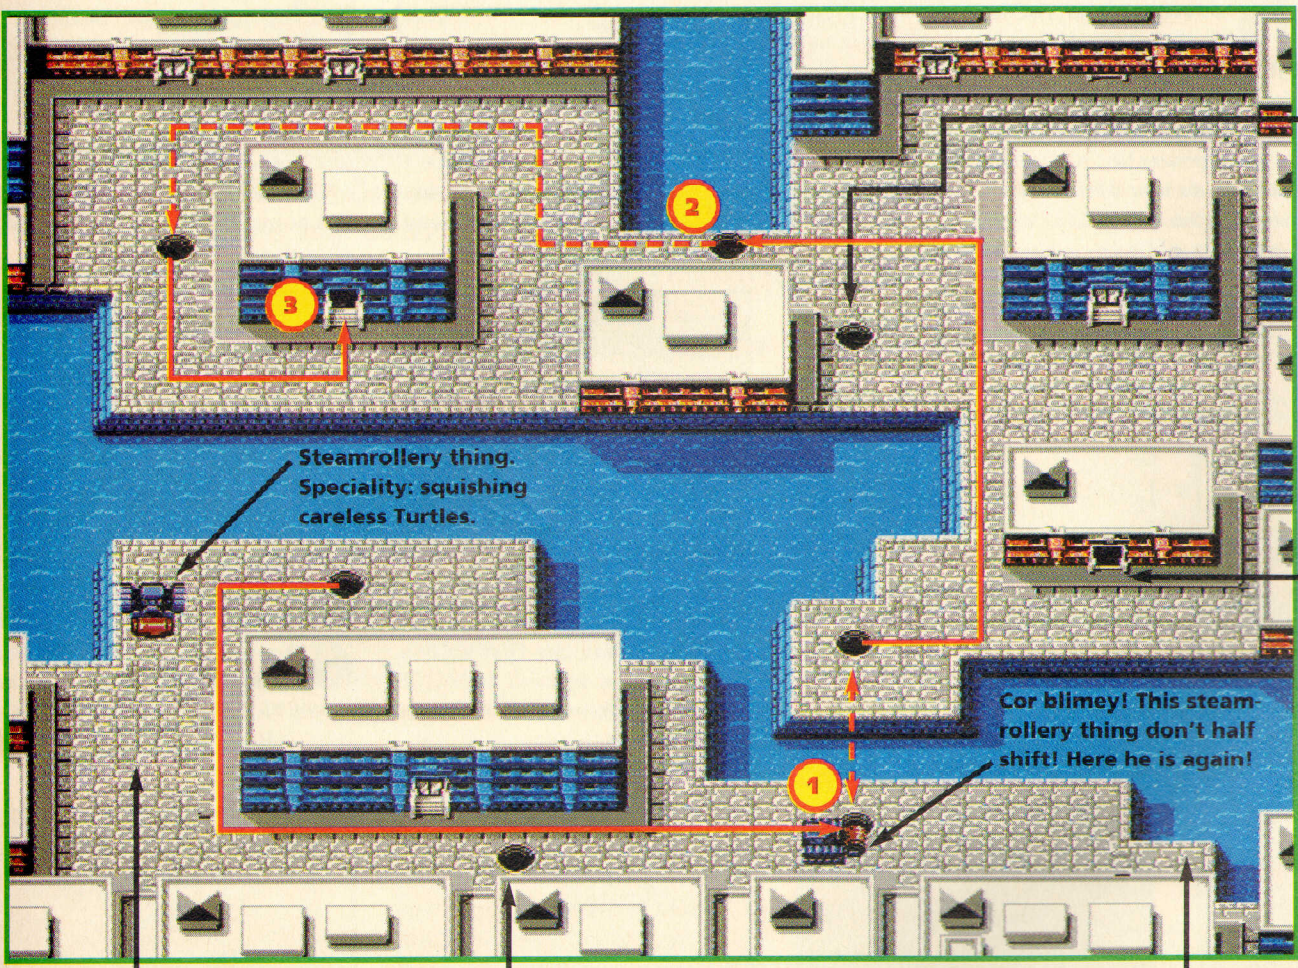 2
3
Steamrollery thing.
Speciality: squishing
careless Turtles.
Cor blimey! This steam-
rollery thing don't half
shift! Here he is again!
1